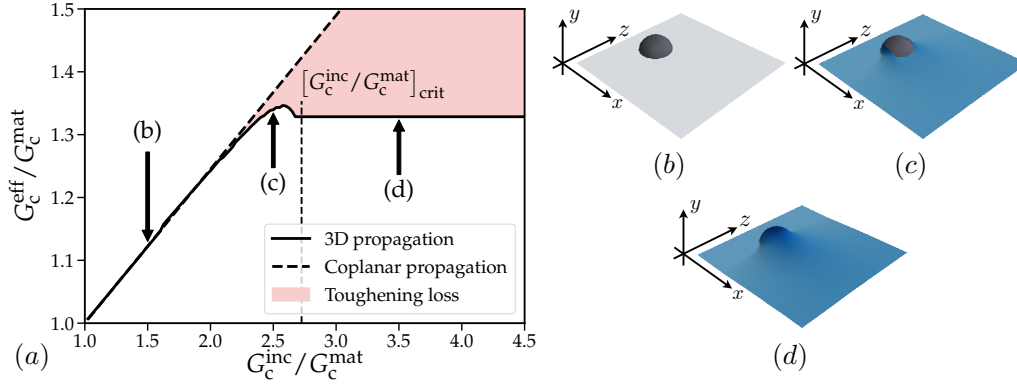 1.5
1.4
1.3
1.2
1.1
1.0
G_c^eff/G_c^mat
[G_c^inc/G_c^mat]_crit
(b)
(c)
(d)
3D propagation
Coplanar propagation
Toughening loss
1.0 1.5 2.0 2.5 3.0 3.5 4.0 4.5
G_c^inc/G_c^mat
(a)
y
z
x
(b)
y
z
x
(c)
y
z
x
(d)